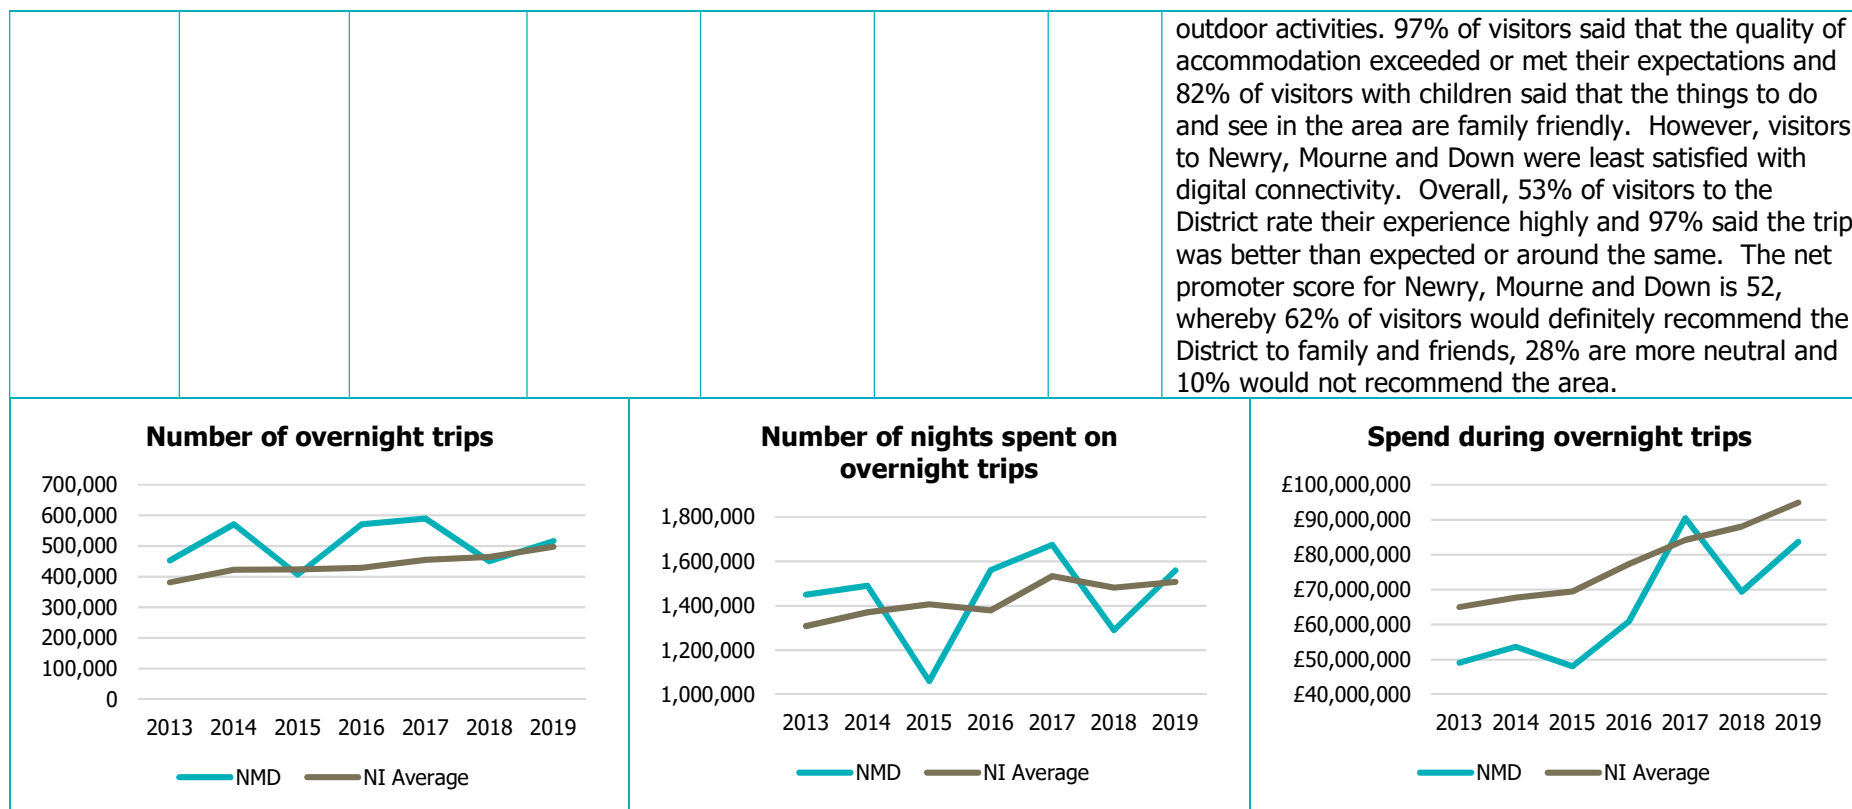 outdoor activities. 97% of visitors said that the quality of
accommodation exceeded or met their expectations and
82% of visitors with children said that the things to do
and see in the area are family friendly.  However, visitors
to Newry, Mourne and Down were least satisfied with
digital connectivity.  Overall, 53% of visitors to the
District rate their experience highly and 97% said the trip
was better than expected or around the same.  The net
promoter score for Newry, Mourne and Down is 52,
whereby 62% of visitors would definitely recommend the
District to family and friends, 28% are more neutral and
10% would not recommend the area.
Number of overnight trips
700,000
600,000
500,000
400,000
300,000
200,000
100,000
0
2013 2014 2015 2016 2017 2018 2019
NMD NI Average
Number of nights spent on
overnight trips
1,800,000
1,600,000
1,400,000
1,200,000
1,000,000
2013 2014 2015 2016 2017 2018 2019
NMD NI Average
Spend during overnight trips
£100,000,000
£90,000,000
£80,000,000
£70,000,000
£60,000,000
£50,000,000
£40,000,000
2013 2014 2015 2016 2017 2018 2019
NMD NI Average